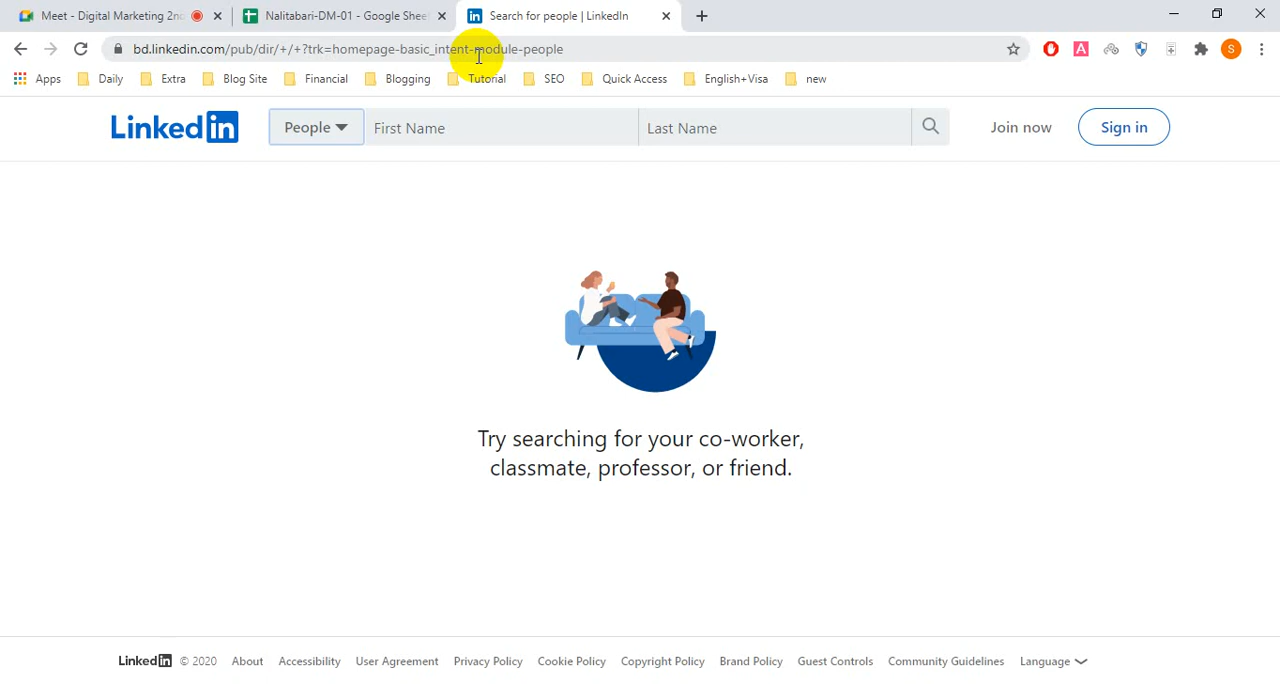 Meet - Digital Marketing 2nd
Nalitabari-DM-01 - Google Shee
Search for people | LinkedIn
bd.linkedin.com/pub/dir/+/+?trk=homepage-basic_intent-module-people
S
Apps
Daily
Extra
Blog Site
Financial
Blogging
Tutorial
SEO
Quick Access
English+Visa
new
Linked in
People
First Name
Last Name
Join now
Sign in
Try searching for your co-worker,
classmate, professor, or friend.
Linked in © 2020 About Accessibility User Agreement Privacy Policy Cookie Policy Copyright Policy Brand Policy Guest Controls Community Guidelines Language